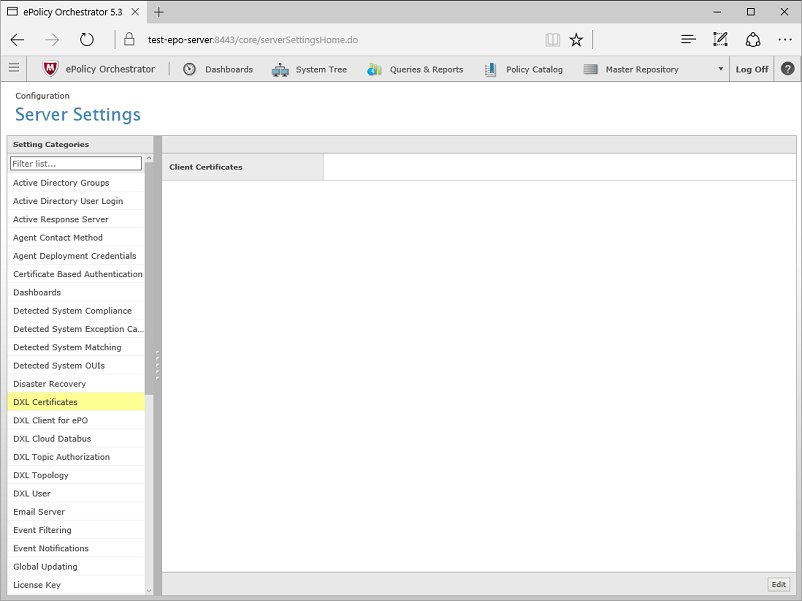 ePolicy Orchestrator 5.3.
test-epo-server:8443/core/serverSettingsHome.do
ePolicy Orchestrator
Dashboards
System Tree
Queries & Reports
Policy Catalog
Master Repository
Log Off
?
Configuration
Server Settings
Setting Categories
Filter list...
Client Certificates
Active Directory Groups
Active Directory User Login
Active Response Server
Agent Contact Method
Agent Deployment Credentials
Certificate Based Authentication
Dashboards
Detected System Compliance
Detected System Exception Ca...
Detected System Matching
Detected System OUIs
Disaster Recovery
DXL Certificates
DXL Client for ePO
DXL Cloud Databus
DXL Topic Authorization
DXL Topology
DXL User
Email Server
Event Filtering
Event Notifications
Global Updating
License Key
Edit